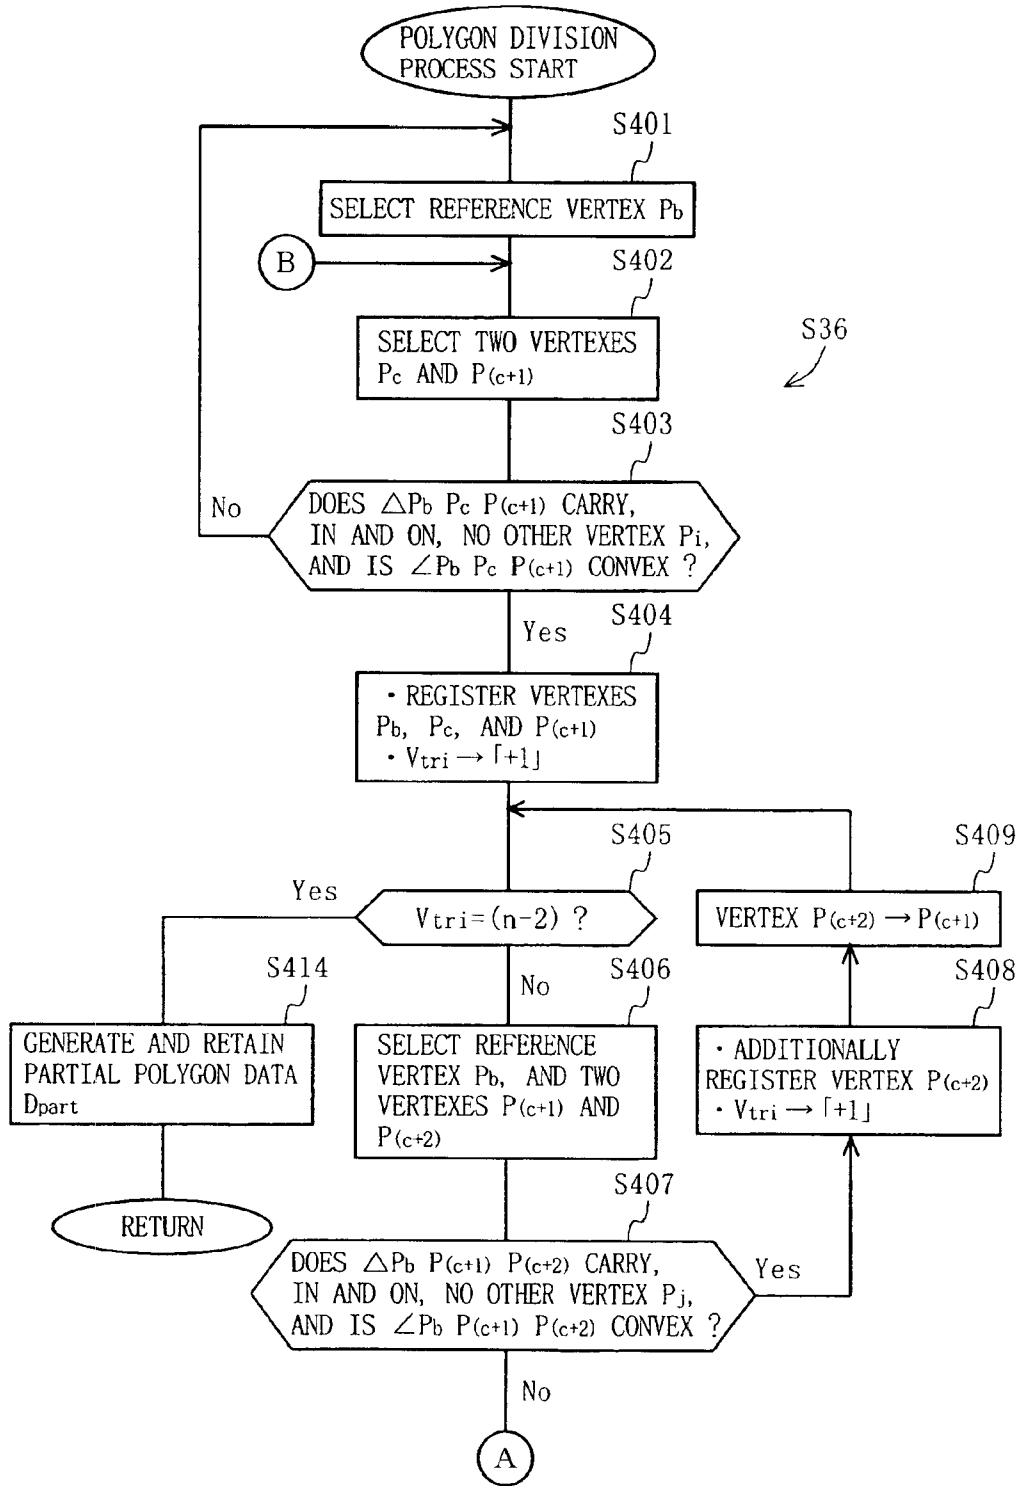 POLYGON DIVISION
PROCESS START
S401
SELECT REFERENCE VERTEX Pb
B
S402
SELECT TWO VERTEXES
Pc AND P(c+1)
S36
S403
No
DOES △Pb Pc P(c+1) CARRY,
IN AND ON, NO OTHER VERTEX Pi,
AND IS ∠Pb Pc P(c+1) CONVEX ?
S404
Yes
・REGISTER VERTEXES
Pb, Pc, AND P(c+1)
・Vtri→「+1」
S405
S409
Yes
Vtri=(n-2) ?
VERTEX P(c+2)→P(c+1)
S414
No
S406
S408
GENERATE AND RETAIN
PARTIAL POLYGON DATA
Dpart
SELECT REFERENCE
VERTEX Pb, AND TWO
VERTEXES P(c+1) AND
P(c+2)
・ADDITIONALLY
REGISTER VERTEX P(c+2)
・Vtri→「+1」
RETURN
S407
DOES △Pb P(c+1) P(c+2) CARRY,
IN AND ON, NO OTHER VERTEX Pj,
AND IS ∠Pb P(c+1) P(c+2) CONVEX ?
Yes
No
A